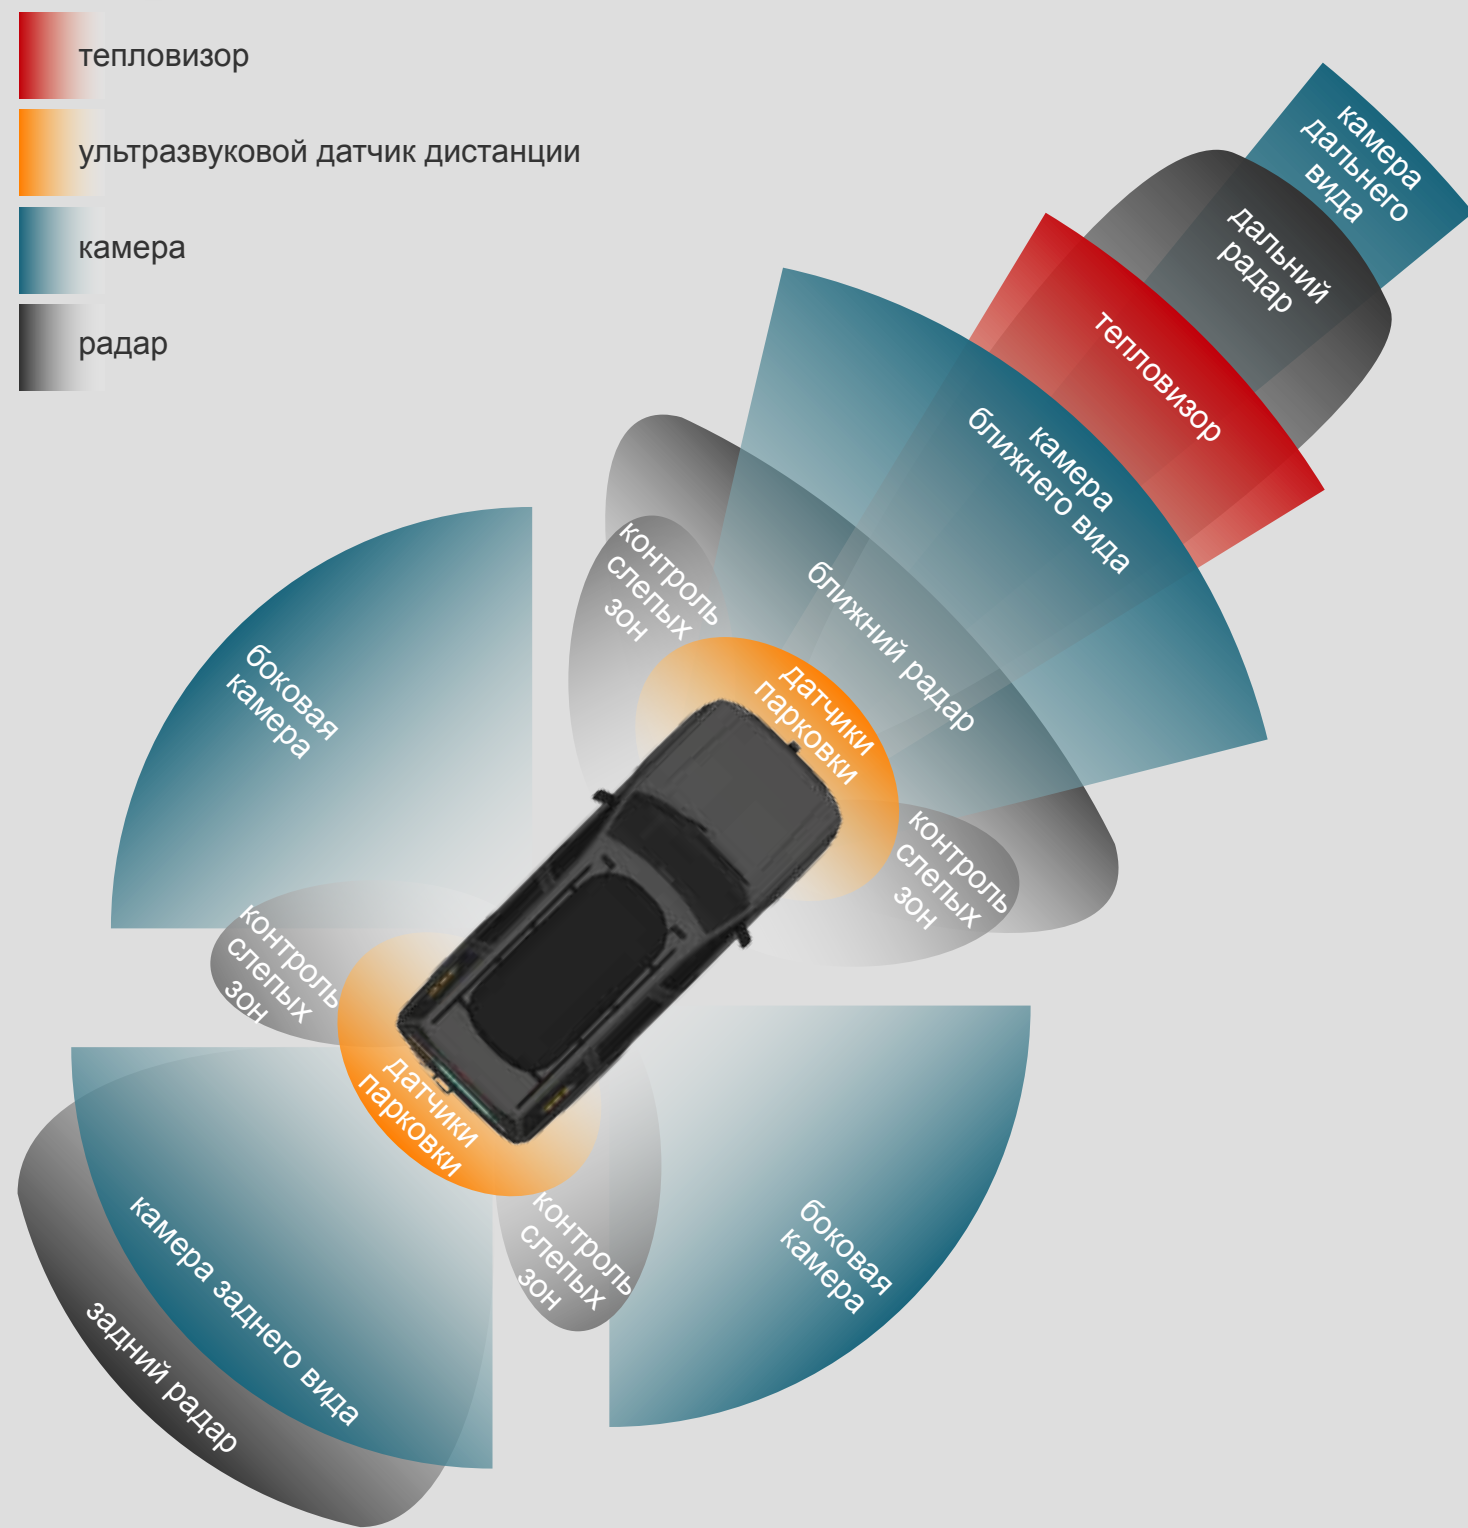 тепловизор
ультразвуковой датчик дистанции
камера
радар
камера
дальнего
вида
дальний
радар
тепловизор
камера
ближнего вида
ближний радар
контроль
слепых
зон
датчики
парковки
контроль
слепых
зон
боковая
камера
контроль
слепых
зон
датчики
парковки
контроль
слепых
зон
боковая
камера
камера заднего вида
задний радар